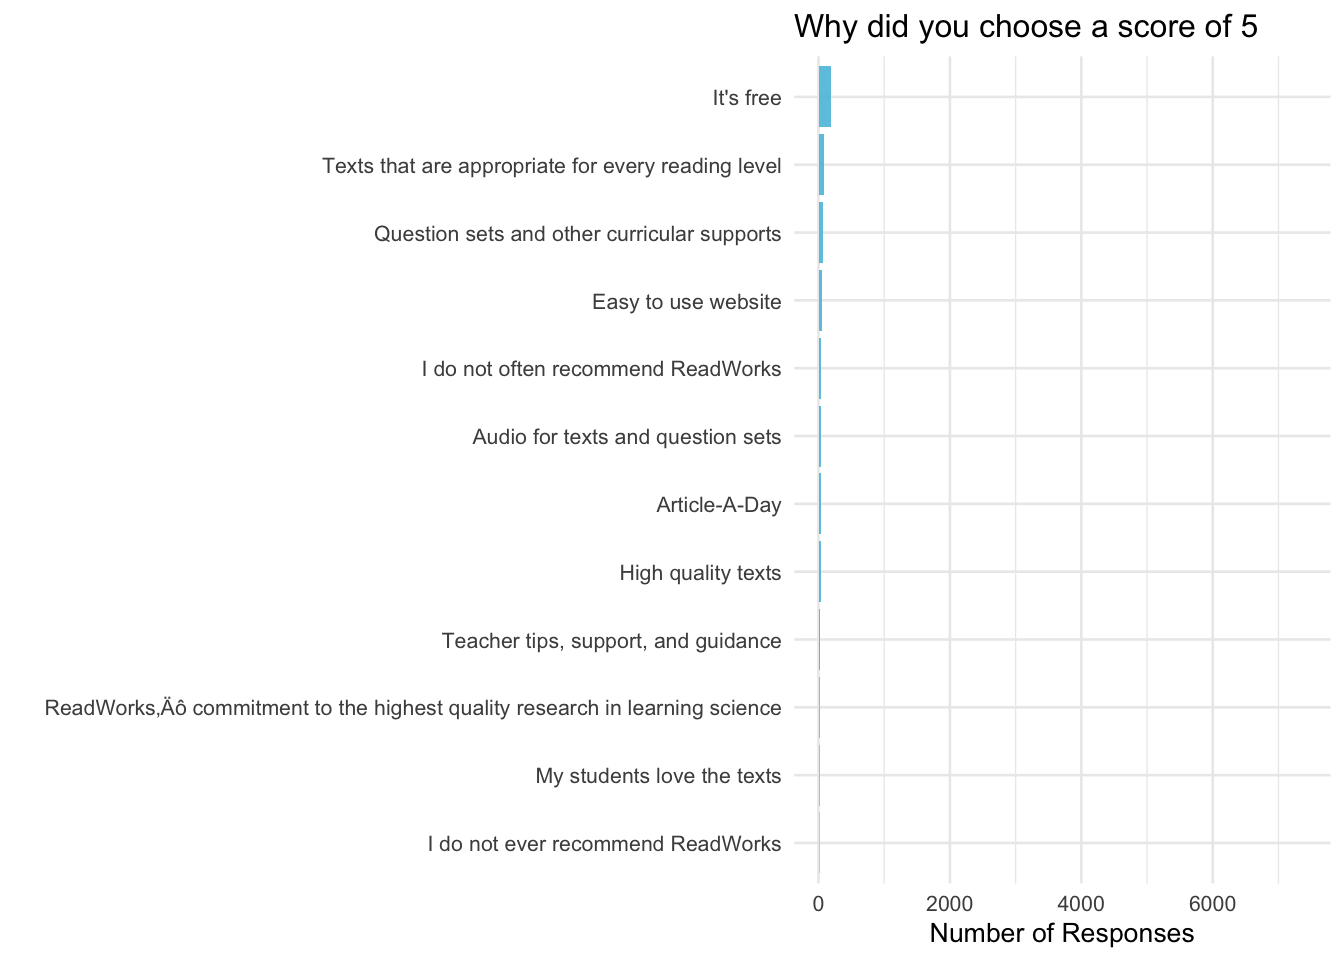 Why did you choose a score of 5
It's free
Texts that are appropriate for every reading level
Question sets and other curricular supports
Easy to use website
I do not often recommend ReadWorks
Audio for texts and question sets
Article-A-Day
High quality texts
Teacher tips, support, and guidance
ReadWorks‚Äô commitment to the highest quality research in learning science
My students love the texts
I do not ever recommend ReadWorks
0 2000 4000 6000
Number of Responses